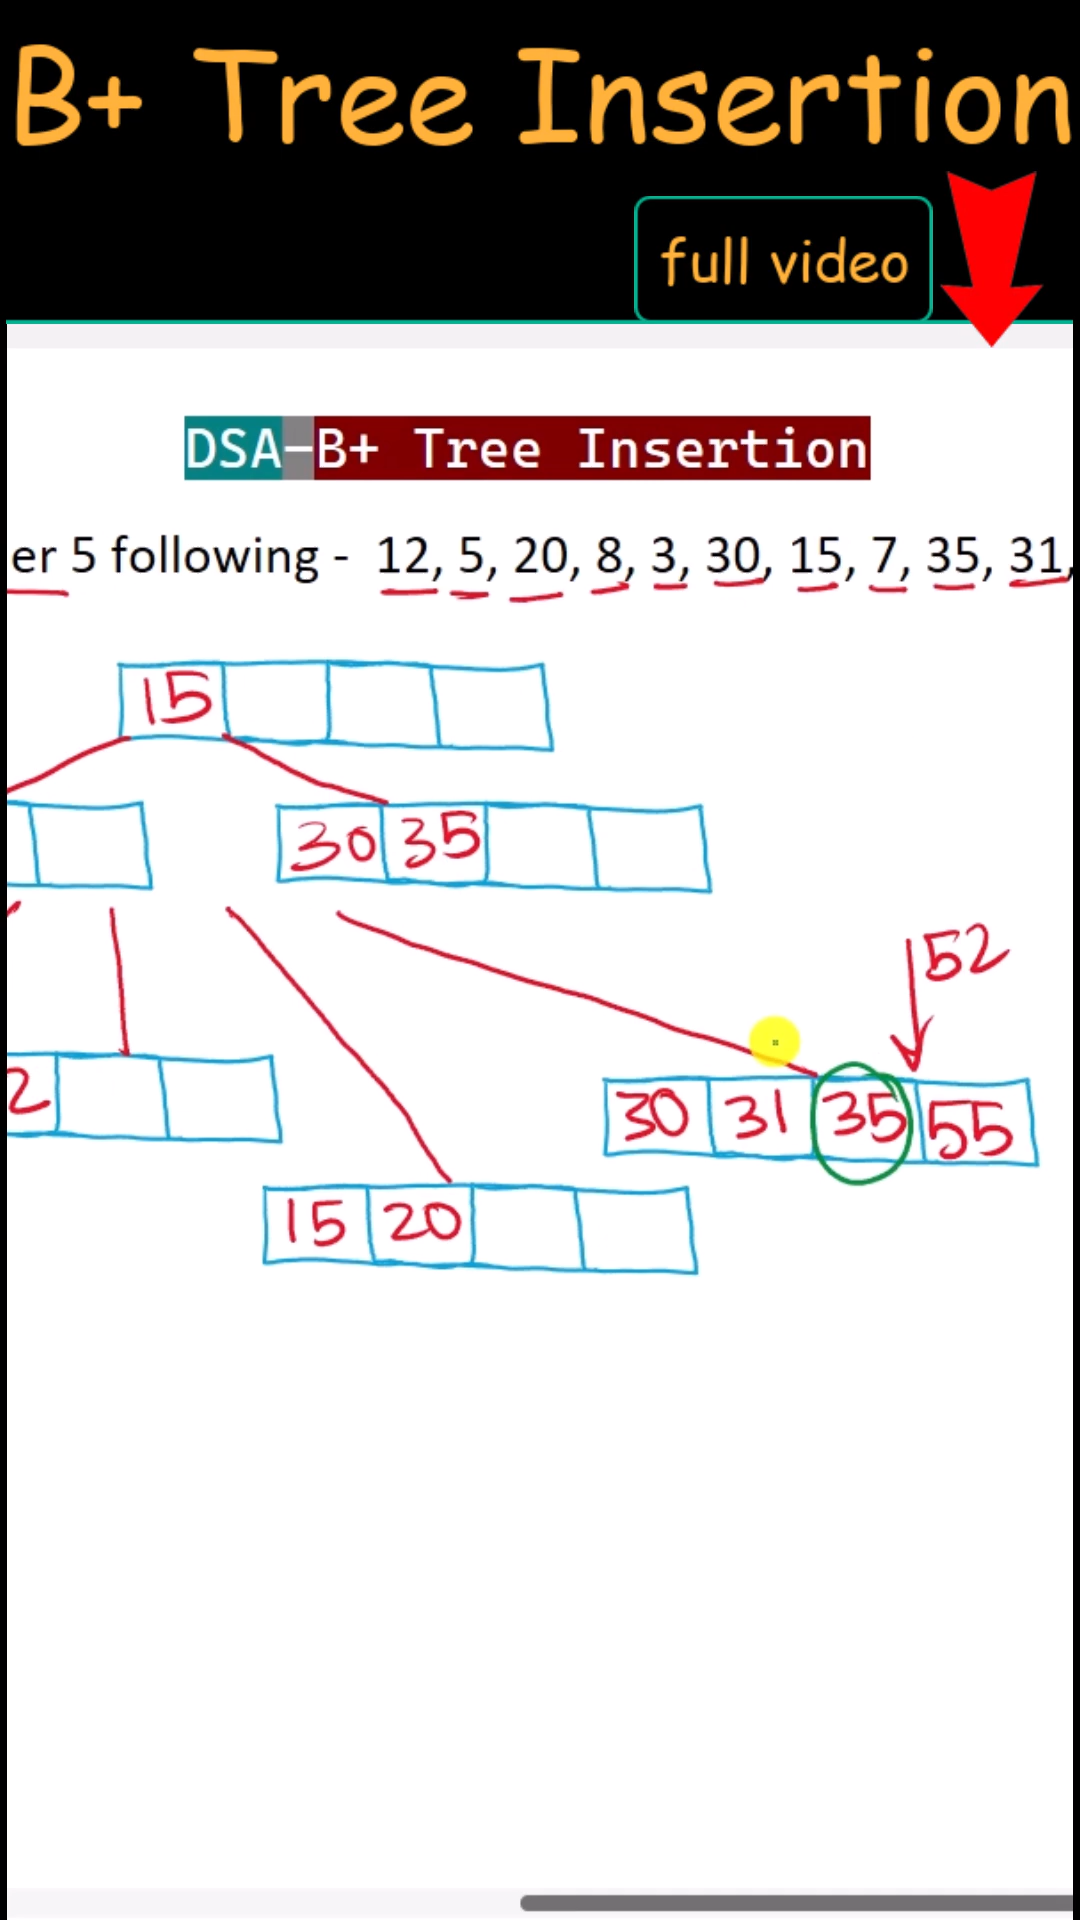 B+ Tree Insertion
full video
DSA-B+ Tree Insertion
er 5 following - 12, 5, 20, 8, 3, 30, 15, 7, 35, 31,
15
30 35
52
2
30 31 35 55
15 20